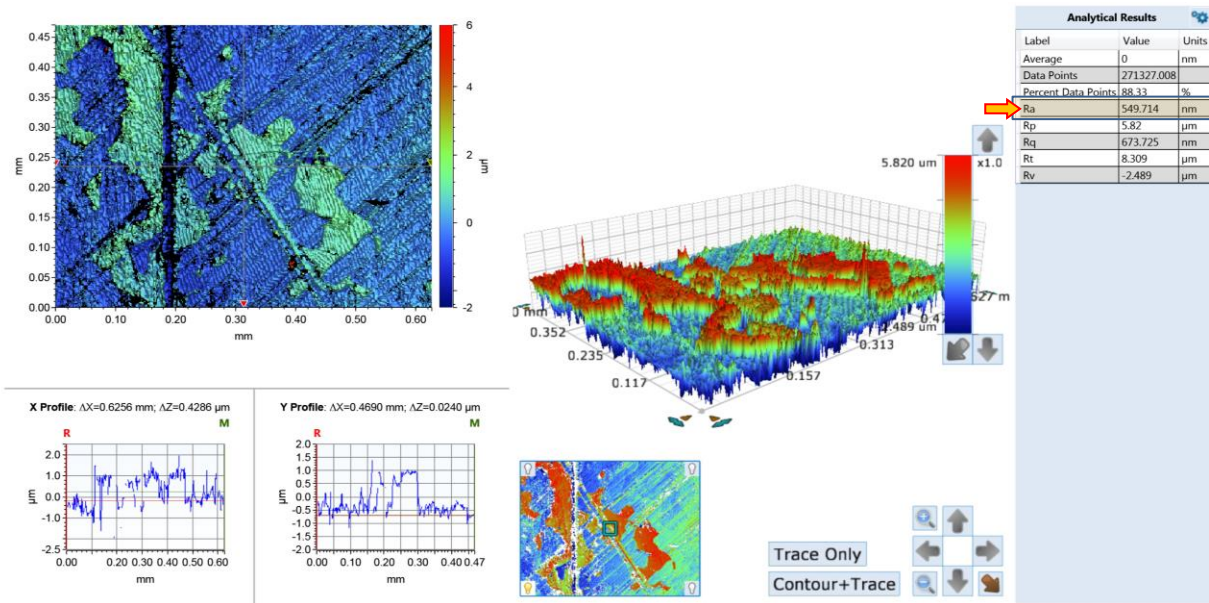 0.45
0.40
0.35
0.30
0.25
0.20
0.15
0.10
0.05
0.00
mm
0.00 0.10 0.20 0.30 0.40 0.50 0.60
mm
6
4
2
0
-2
µm
X Profile: ΔX=0.6256 mm; ΔZ=0.4286 µm
M
R
2.0
1.0
0.0
-1.0
-2.5
µm
0.00 0.10 0.20 0.30 0.40 0.50 0.60
mm
Y Profile: ΔX=0.4690 mm; ΔZ=0.0240 µm
M
R
2.0
1.5
1.0
0.5
0.0
-0.5
-1.0
-1.5
-2.0
µm
0.00 0.10 0.20 0.30 0.40 0.47
mm
5.820 um
x1.0
mm
0.352
0.235
0.117
0.157
0.313
0.47
.627 m
.489 um
Trace Only
Contour+Trace
Analytical Results
Label Value Units
Average 0 nm
Data Points 271327.008
Percent Data Points 88.33 %
Ra 549.714 nm
Rp 5.82 µm
Rq 673.725 nm
Rt 8.309 µm
Rv -2.489 µm